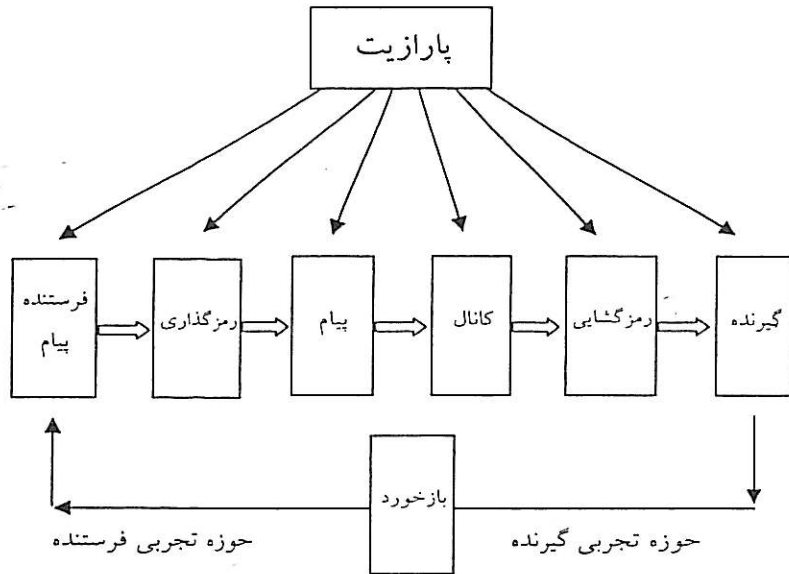 پارازیت
فرستنده
پیام
رمزگذاری
پیام
کانال
رمزگشایی
گیرنده
بازخورد
حوزه تجربی گیرنده
حوزه تجربی فرستنده